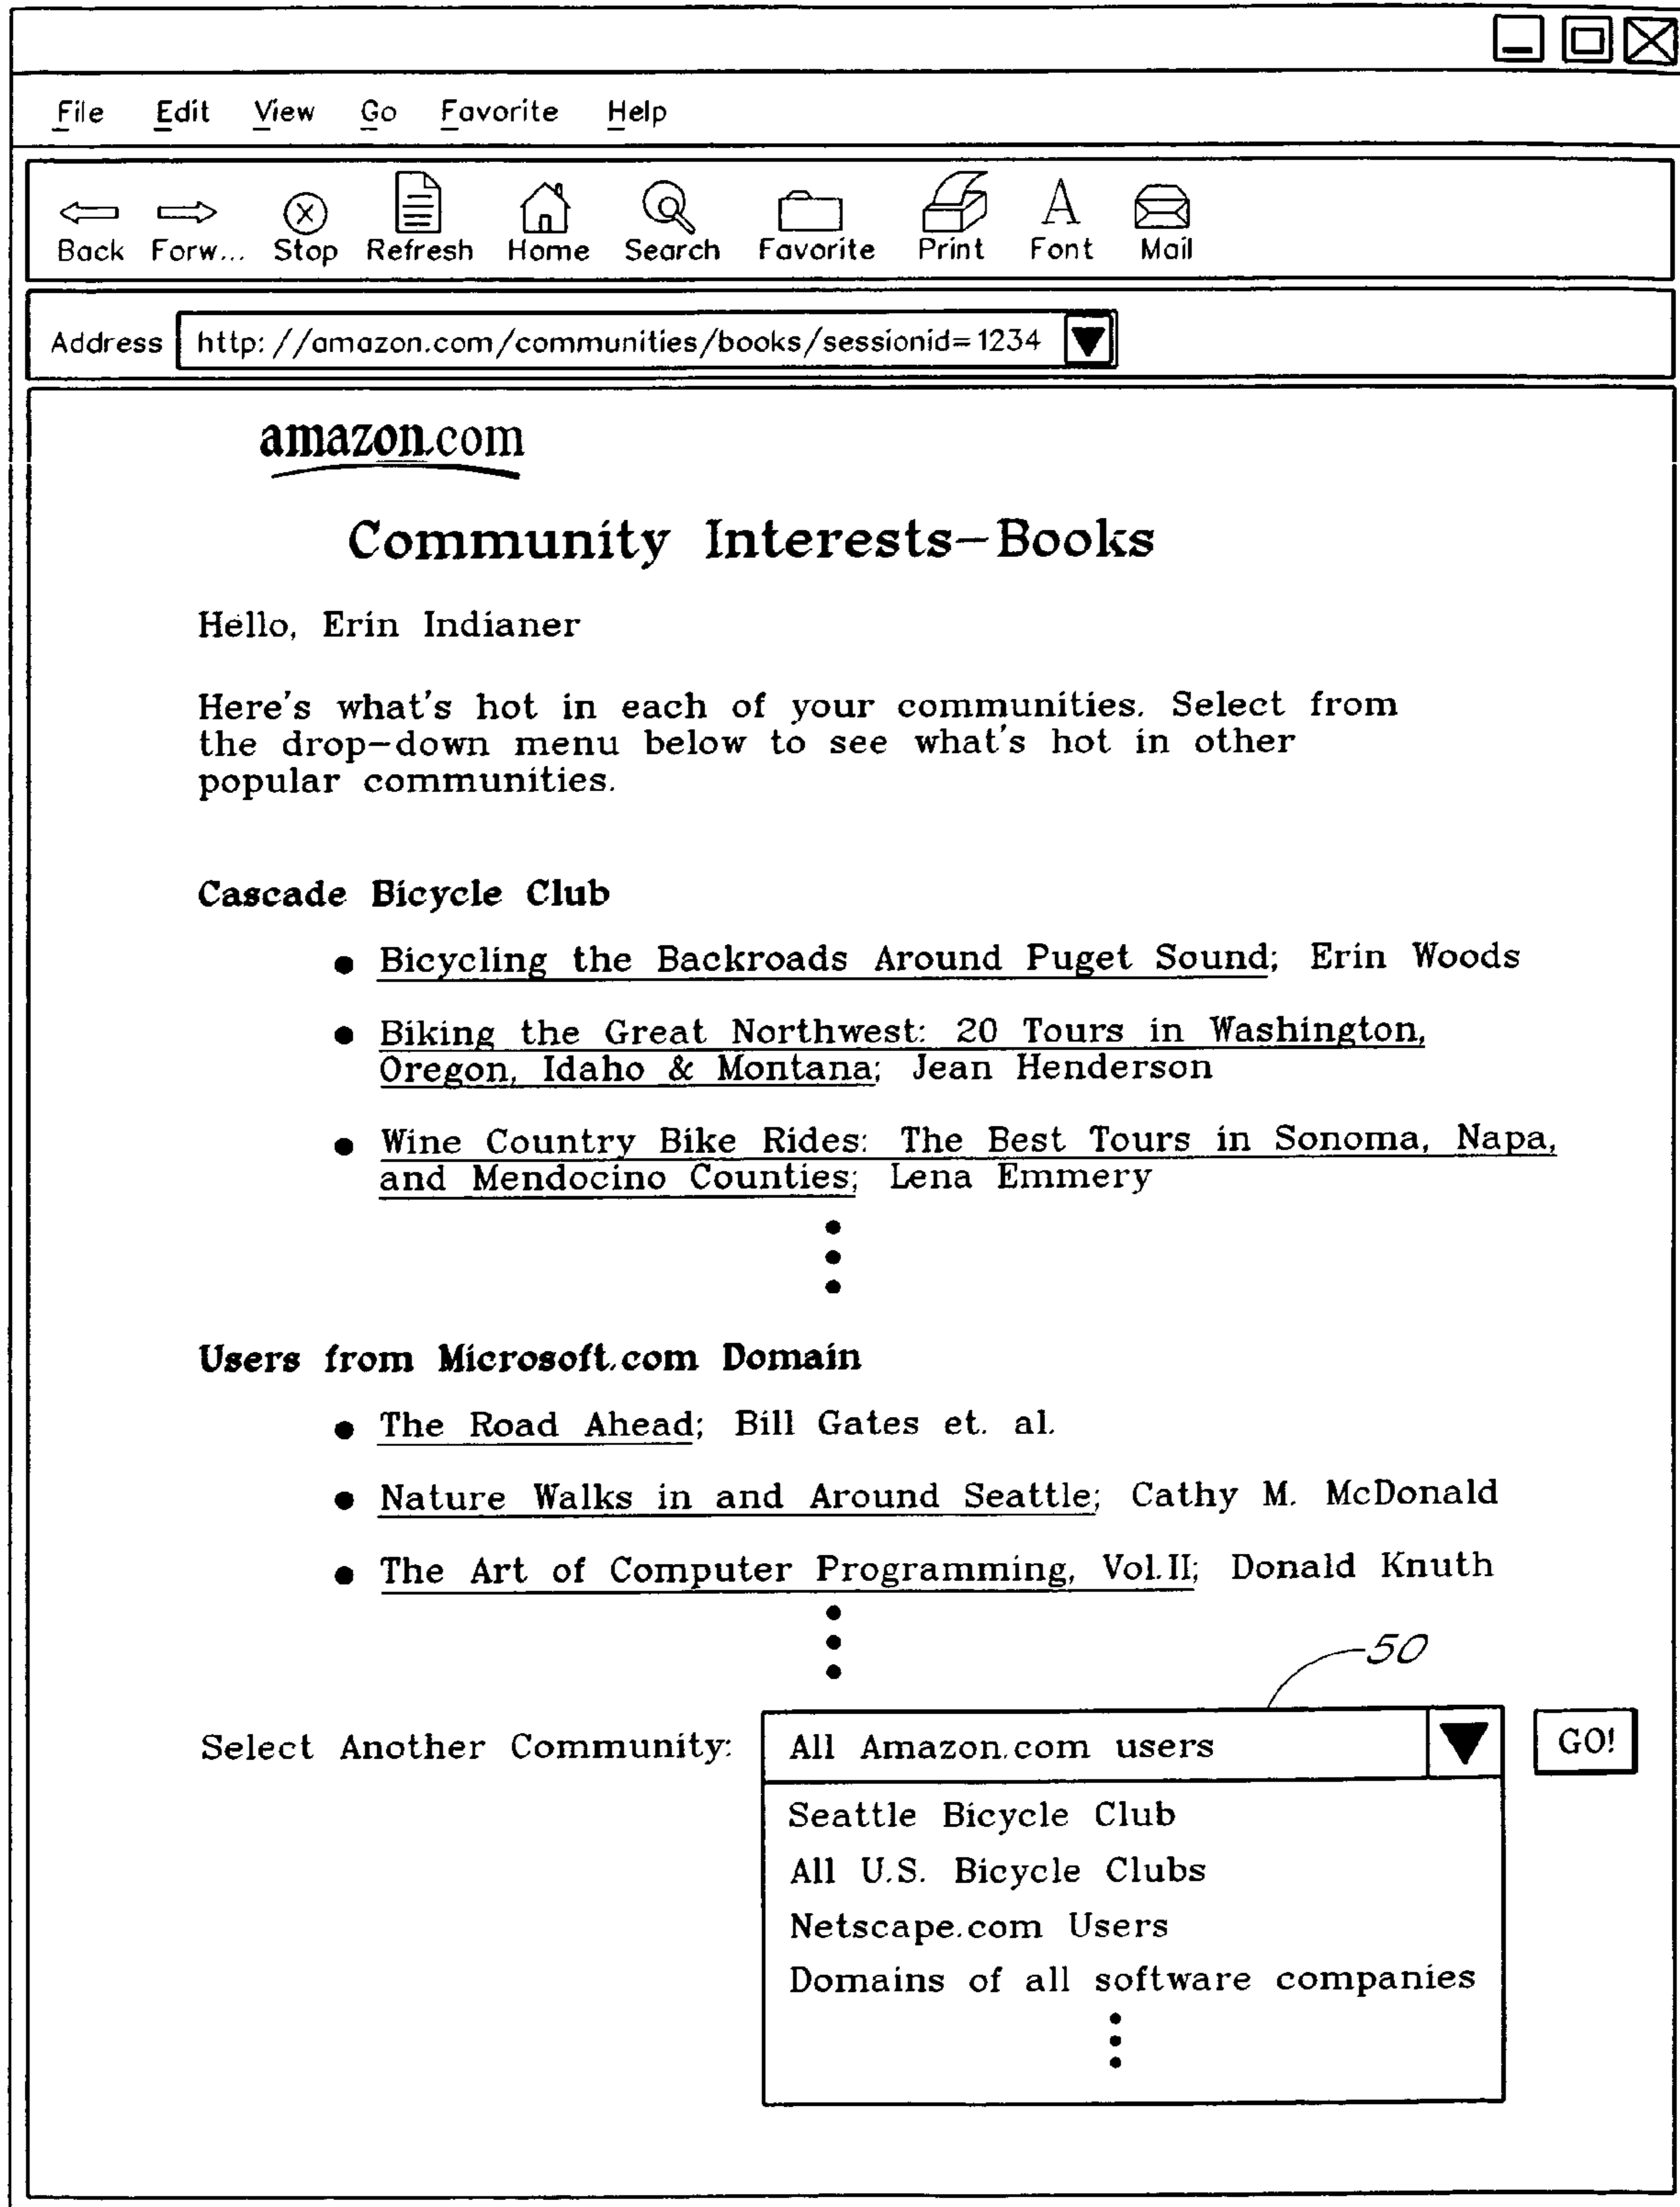 File Edit View Go Favorite Help
Back Forw... Stop Refresh Home Search Favorite Print Font Mail
Address http://amazon.com/communities/books/sessionid=1234
amazon.com
Community Interests-Books
Hello, Erin Indianer
Here's what's hot in each of your communities. Select from
the drop-down menu below to see what's hot in other
popular communities.
Cascade Bicycle Club
• Bicycling the Backroads Around Puget Sound; Erin Woods
• Biking the Great Northwest: 20 Tours in Washington,
Oregon, Idaho & Montana; Jean Henderson
• Wine Country Bike Rides: The Best Tours in Sonoma, Napa,
and Mendocino Counties; Lena Emmery
Users from Microsoft.com Domain
• The Road Ahead; Bill Gates et. al.
• Nature Walks in and Around Seattle; Cathy M. McDonald
• The Art of Computer Programming, Vol.II; Donald Knuth
50
Select Another Community: All Amazon.com users GO!
Seattle Bicycle Club
All U.S. Bicycle Clubs
Netscape.com Users
Domains of all software companies